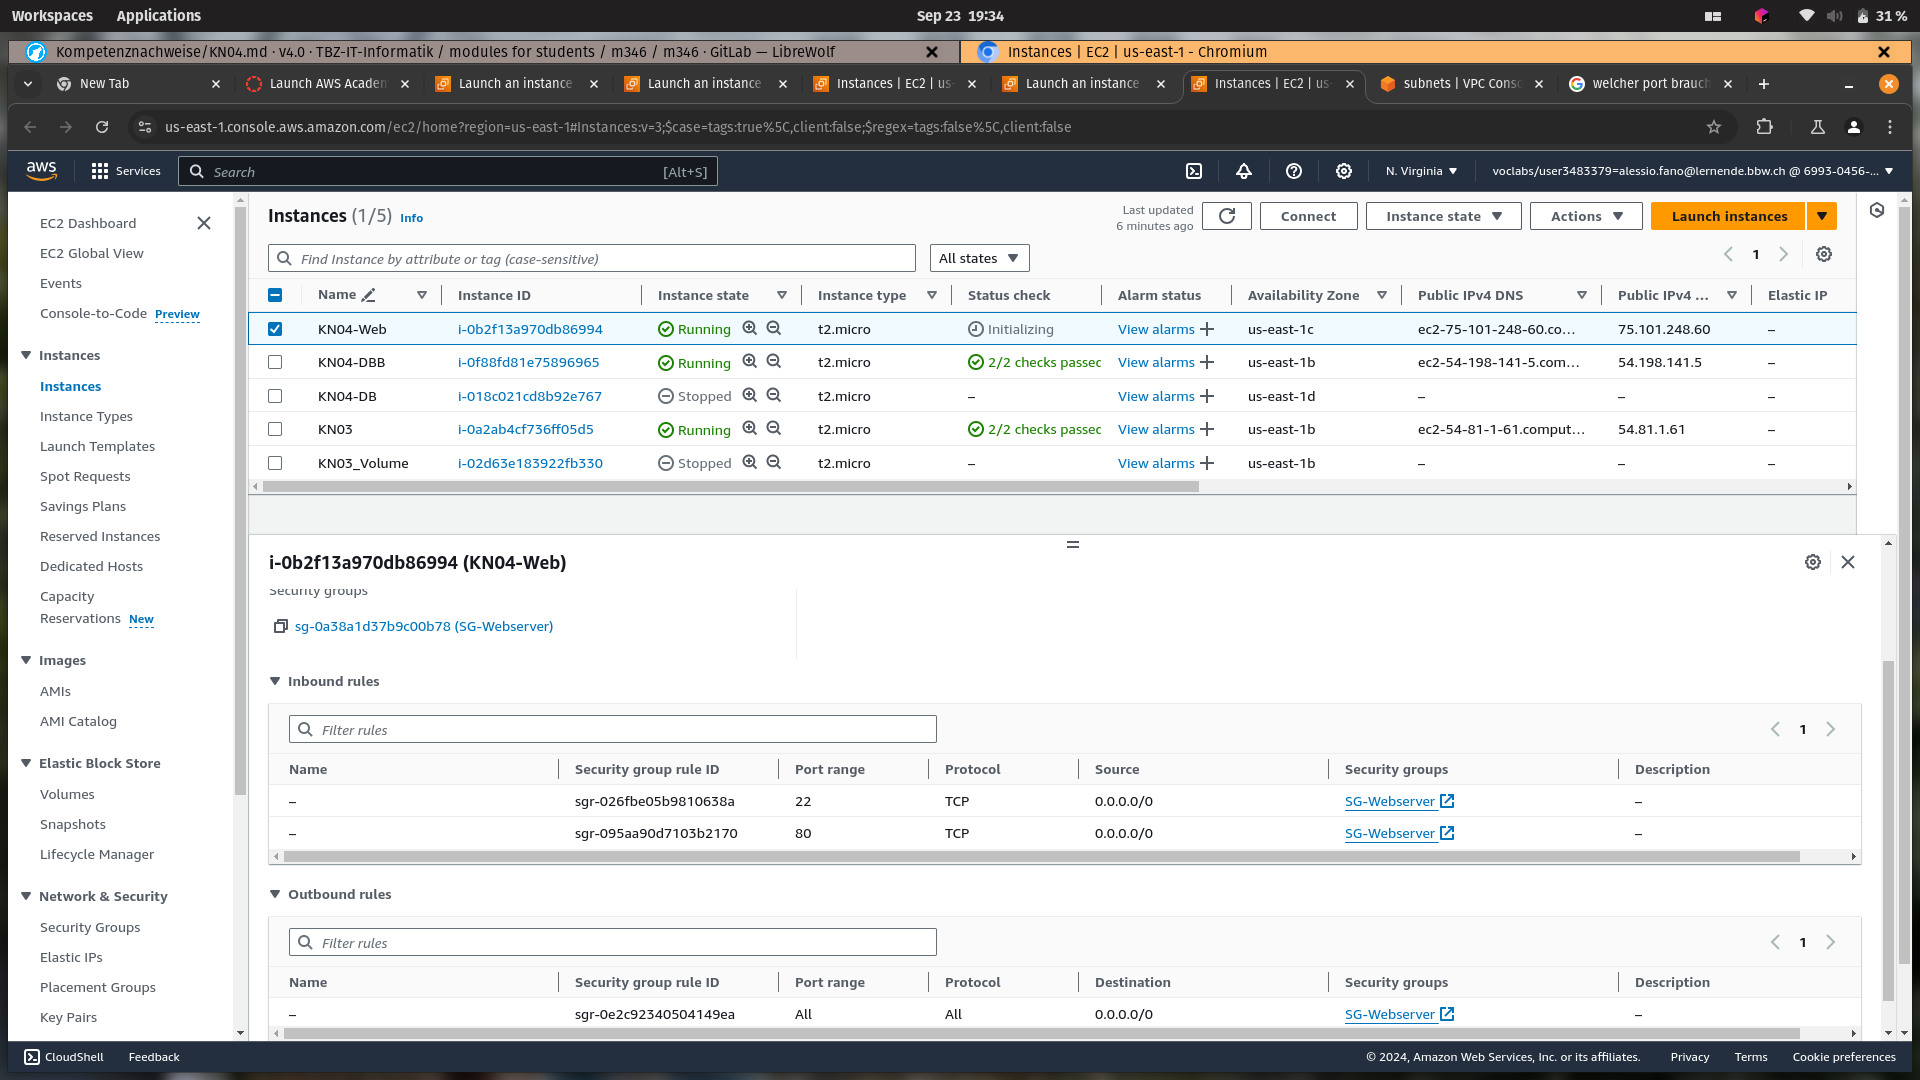 Workspaces Applications Sep 23 19:34 31 %
Kompetenznachweise/KN04.md · v4.0 · TBZ-IT-Informatik / modules for students / m346 / m346 · GitLab — LibreWolf Instances | EC2 | us-east-1 - Chromium
New Tab Launch AWS Academ Launch an instance Launch an instance Instances | EC2 | us- Launch an instance Instances | EC2 | us- subnets | VPC Conso welcher port brauch
us-east-1.console.aws.amazon.com/ec2/home?region=us-east-1#Instances:v=3;$case=tags:true%5C,client:false;$regex=tags:false%5C,client:false
aws Services Search [Alt+S] N. Virginia voclabs/user3483379=alessio.fano@lernende.bbw.ch @ 6993-0456-...
EC2 Dashboard
EC2 Global View
Events
Console-to-Code Preview
Instances
Instances
Instance Types
Launch Templates
Spot Requests
Savings Plans
Reserved Instances
Dedicated Hosts
Capacity
Reservations New
Images
AMIs
AMI Catalog
Elastic Block Store
Volumes
Snapshots
Lifecycle Manager
Network & Security
Security Groups
Elastic IPs
Placement Groups
Key Pairs
Instances (1/5) Info
Last updated
6 minutes ago
Connect Instance state Actions Launch instances
Find Instance by attribute or tag (case-sensitive) All states 1
Name Instance ID Instance state Instance type Status check Alarm status Availability Zone Public IPv4 DNS Public IPv4 ... Elastic IP
KN04-Web i-0b2f13a970db86994 Running t2.micro Initializing View alarms us-east-1c ec2-75-101-248-60.co... 75.101.248.60 –
KN04-DBB i-0f88fd81e75896965 Running t2.micro 2/2 checks passec View alarms us-east-1b ec2-54-198-141-5.com... 54.198.141.5 –
KN04-DB i-018c021cd8b92e767 Stopped t2.micro – View alarms us-east-1d – – –
KN03 i-0a2ab4cf736ff05d5 Running t2.micro 2/2 checks passec View alarms us-east-1b ec2-54-81-1-61.comput... 54.81.1.61 –
KN03_Volume i-02d63e183922fb330 Stopped t2.micro – View alarms us-east-1b – – –
i-0b2f13a970db86994 (KN04-Web)
Security groups
sg-0a38a1d37b9c00b78 (SG-Webserver)
Inbound rules
Filter rules 1
Name Security group rule ID Port range Protocol Source Security groups Description
– sgr-026fbe05b9810638a 22 TCP 0.0.0.0/0 SG-Webserver –
– sgr-095aa90d7103b2170 80 TCP 0.0.0.0/0 SG-Webserver –
Outbound rules
Filter rules 1
Name Security group rule ID Port range Protocol Destination Security groups Description
– sgr-0e2c92340504149ea All All 0.0.0.0/0 SG-Webserver –
CloudShell Feedback © 2024, Amazon Web Services, Inc. or its affiliates. Privacy Terms Cookie preferences